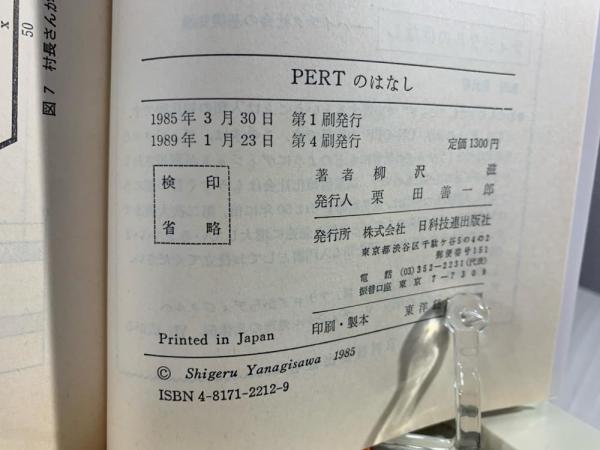 PERT のはなし
1985年 3月30日 第1刷発行
1989年 1月23日 第4刷発行
定価 1300円
検印
省略
著者 柳沢 滋
発行人 栗田善一郎
発行所 株式会社 日科技連出版社
東京都渋谷区千駄ケ谷5の4の2
郵便番号151
電話 (03)352-2231(代表)
振替口座 東京 7-7309
印刷・製本 東洋
Printed in Japan
© Shigeru Yanagisawa 1985
ISBN 4-8171-2212-9
50
x
図7 村長さんが